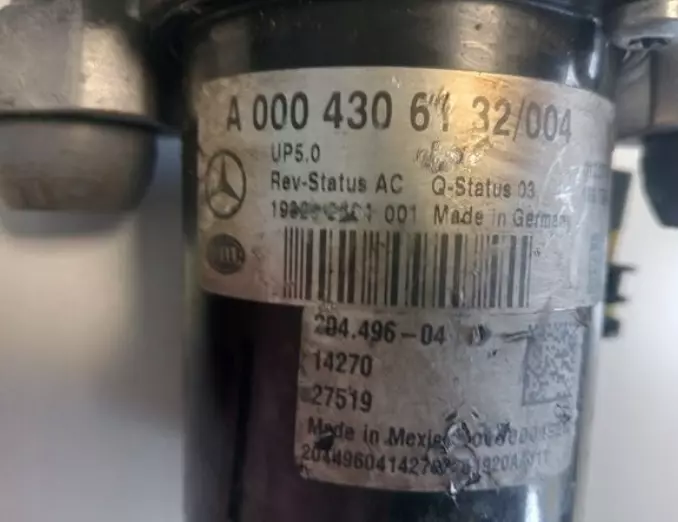 A 000 430 61 32/004
UP5.0
Rev-Status AC Q-Status 03
001 Made in Germany
204.496-04
14270
27519
Made in Mexico